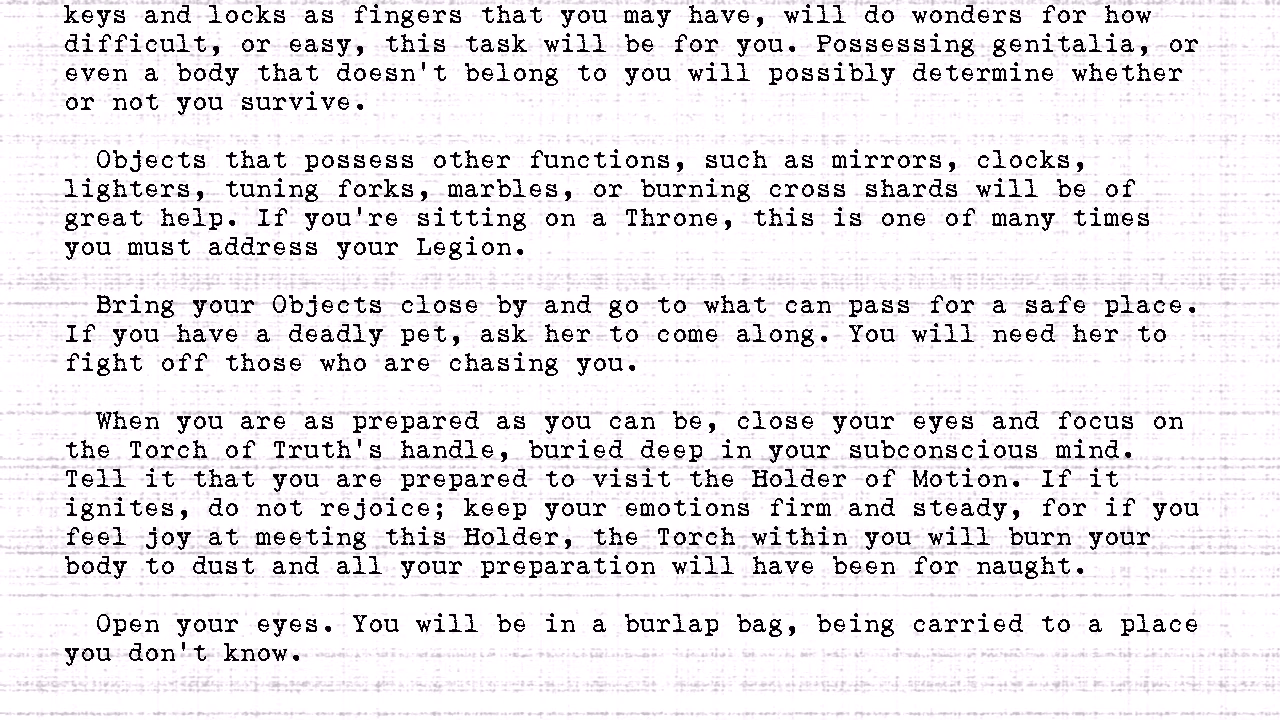 keys and locks as fingers that you may have, will do wonders for how
difficult, or easy, this task will be for you. Possessing genitalia, or
even a body that doesn't belong to you will possibly determine whether
or not you survive.
Objects that possess other functions, such as mirrors, clocks,
lighters, tuning forks, marbles, or burning cross shards will be of
great help. If you're sitting on a Throne, this is one of many times
you must address your Legion.
Bring your Objects close by and go to what can pass for a safe place.
If you have a deadly pet, ask her to come along. You will need her to
fight off those who are chasing you.
When you are as prepared as you can be, close your eyes and focus on
the Torch of Truth's handle, buried deep in your subconscious mind.
Tell it that you are prepared to visit the Holder of Motion. If it
ignites, do not rejoice; keep your emotions firm and steady, for if you
feel joy at meeting this Holder, the Torch within you will burn your
body to dust and all your preparation will have been for naught.
Open your eyes. You will be in a burlap bag, being carried to a place
you don't know.